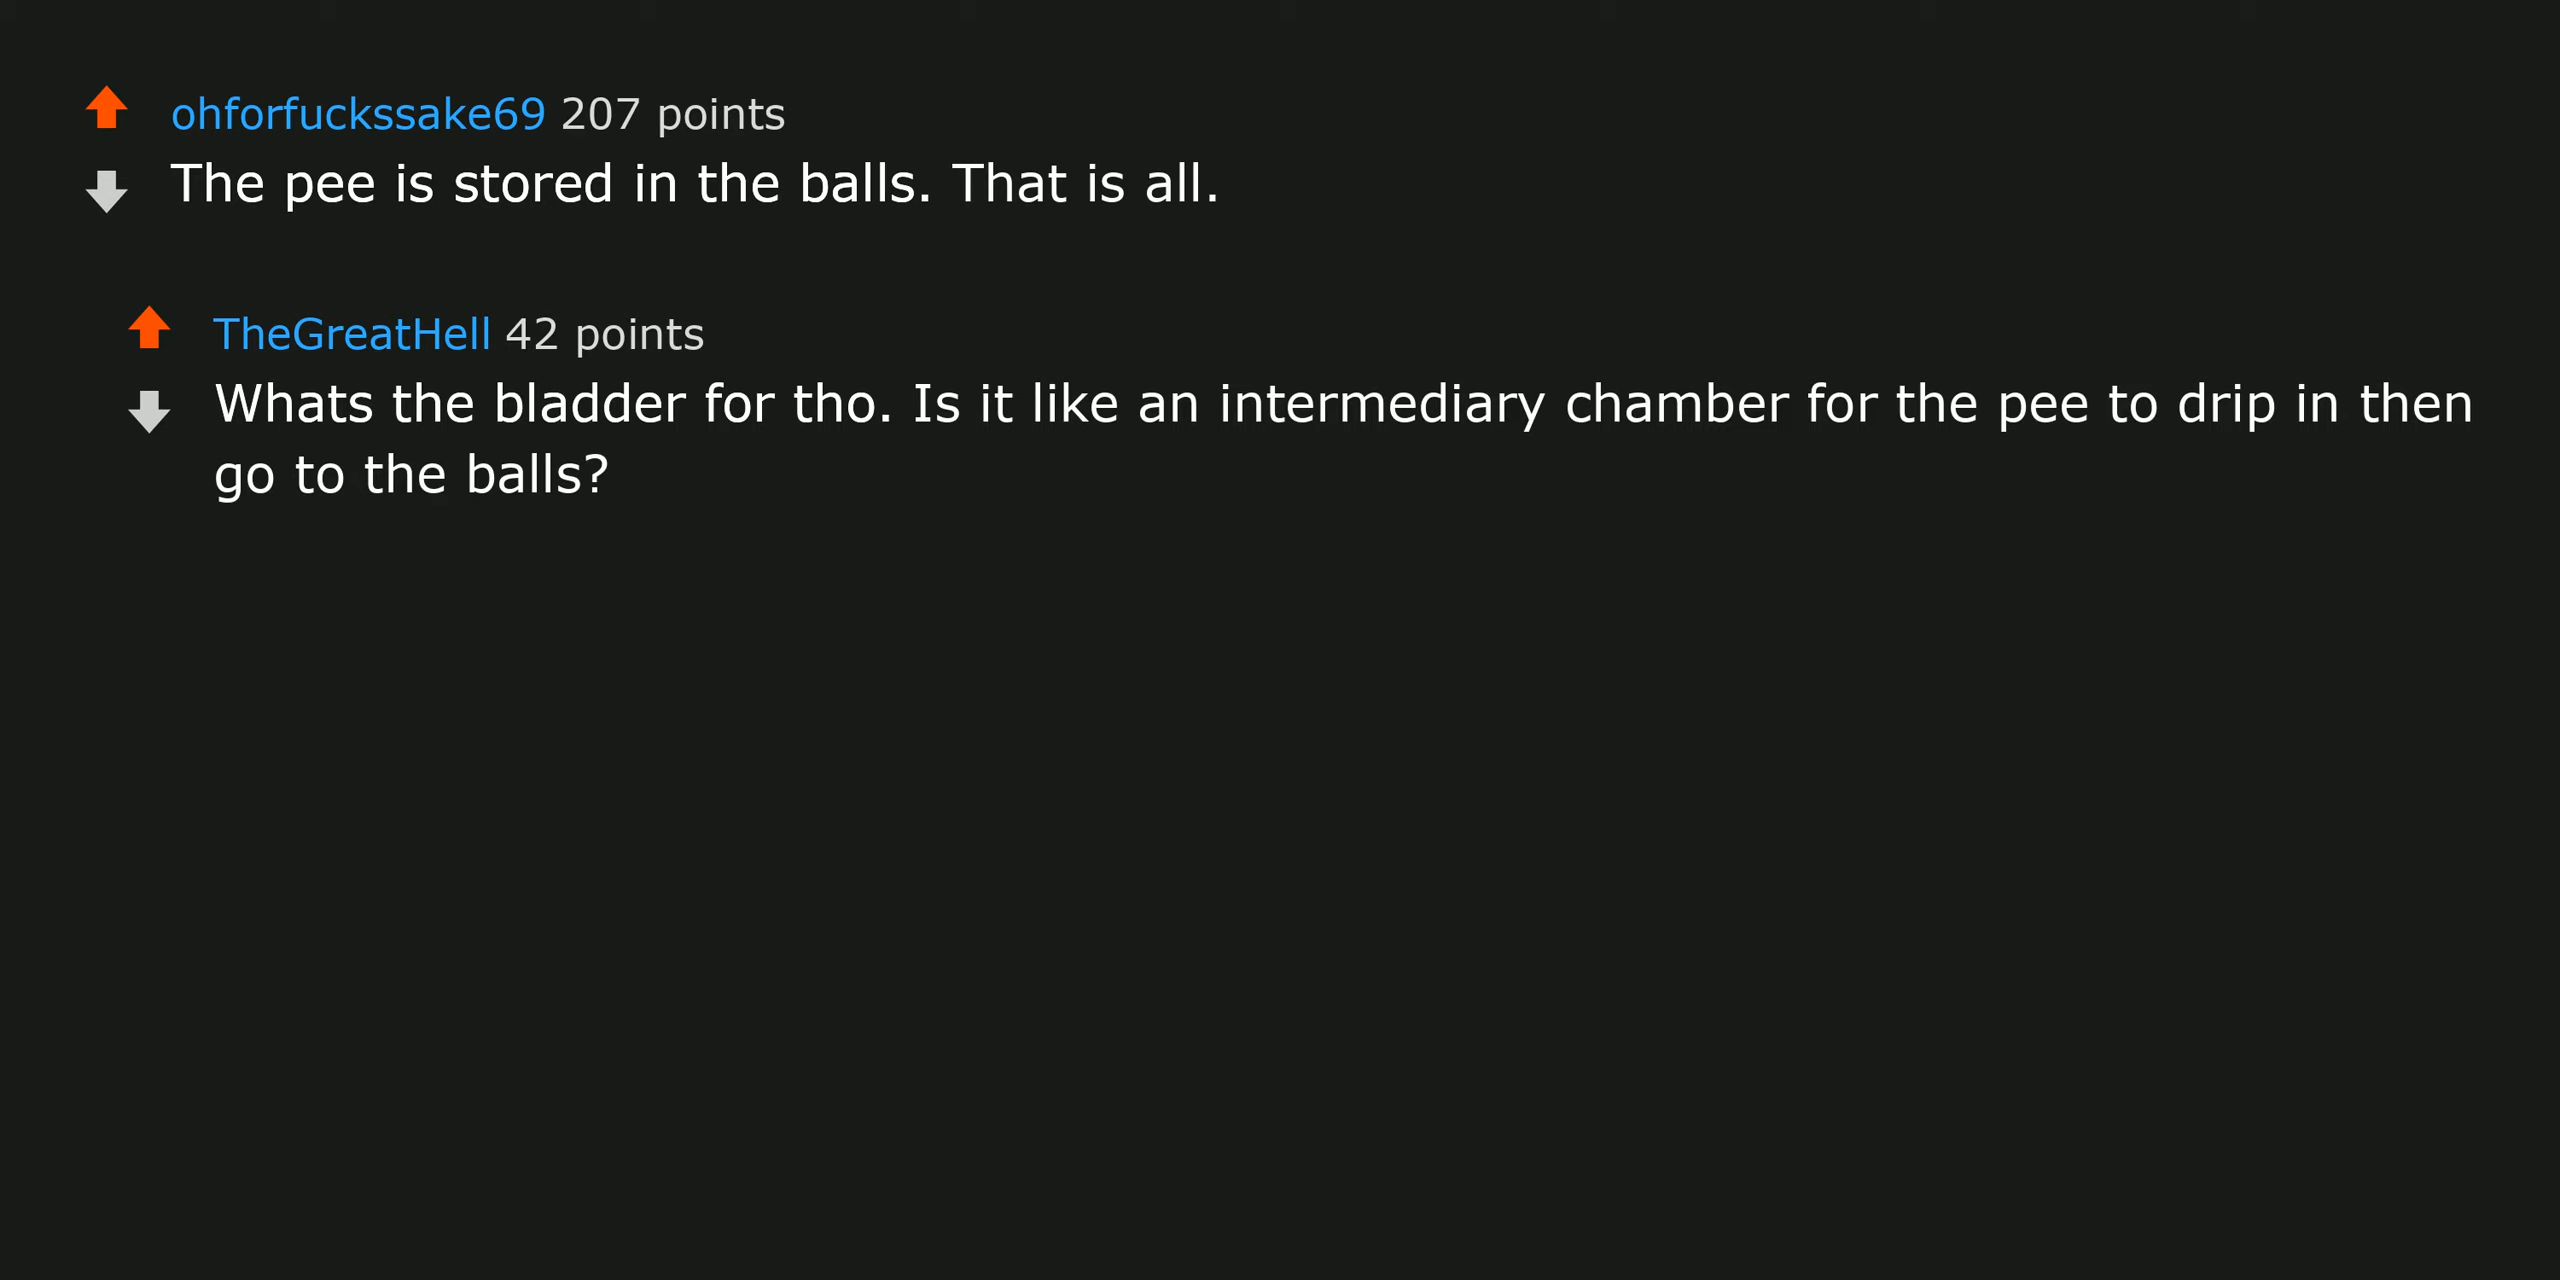 ohforfuckssake69 207 points
The pee is stored in the balls. That is all.
TheGreatHell 42 points
Whats the bladder for tho. Is it like an intermediary chamber for the pee to drip in then
go to the balls?